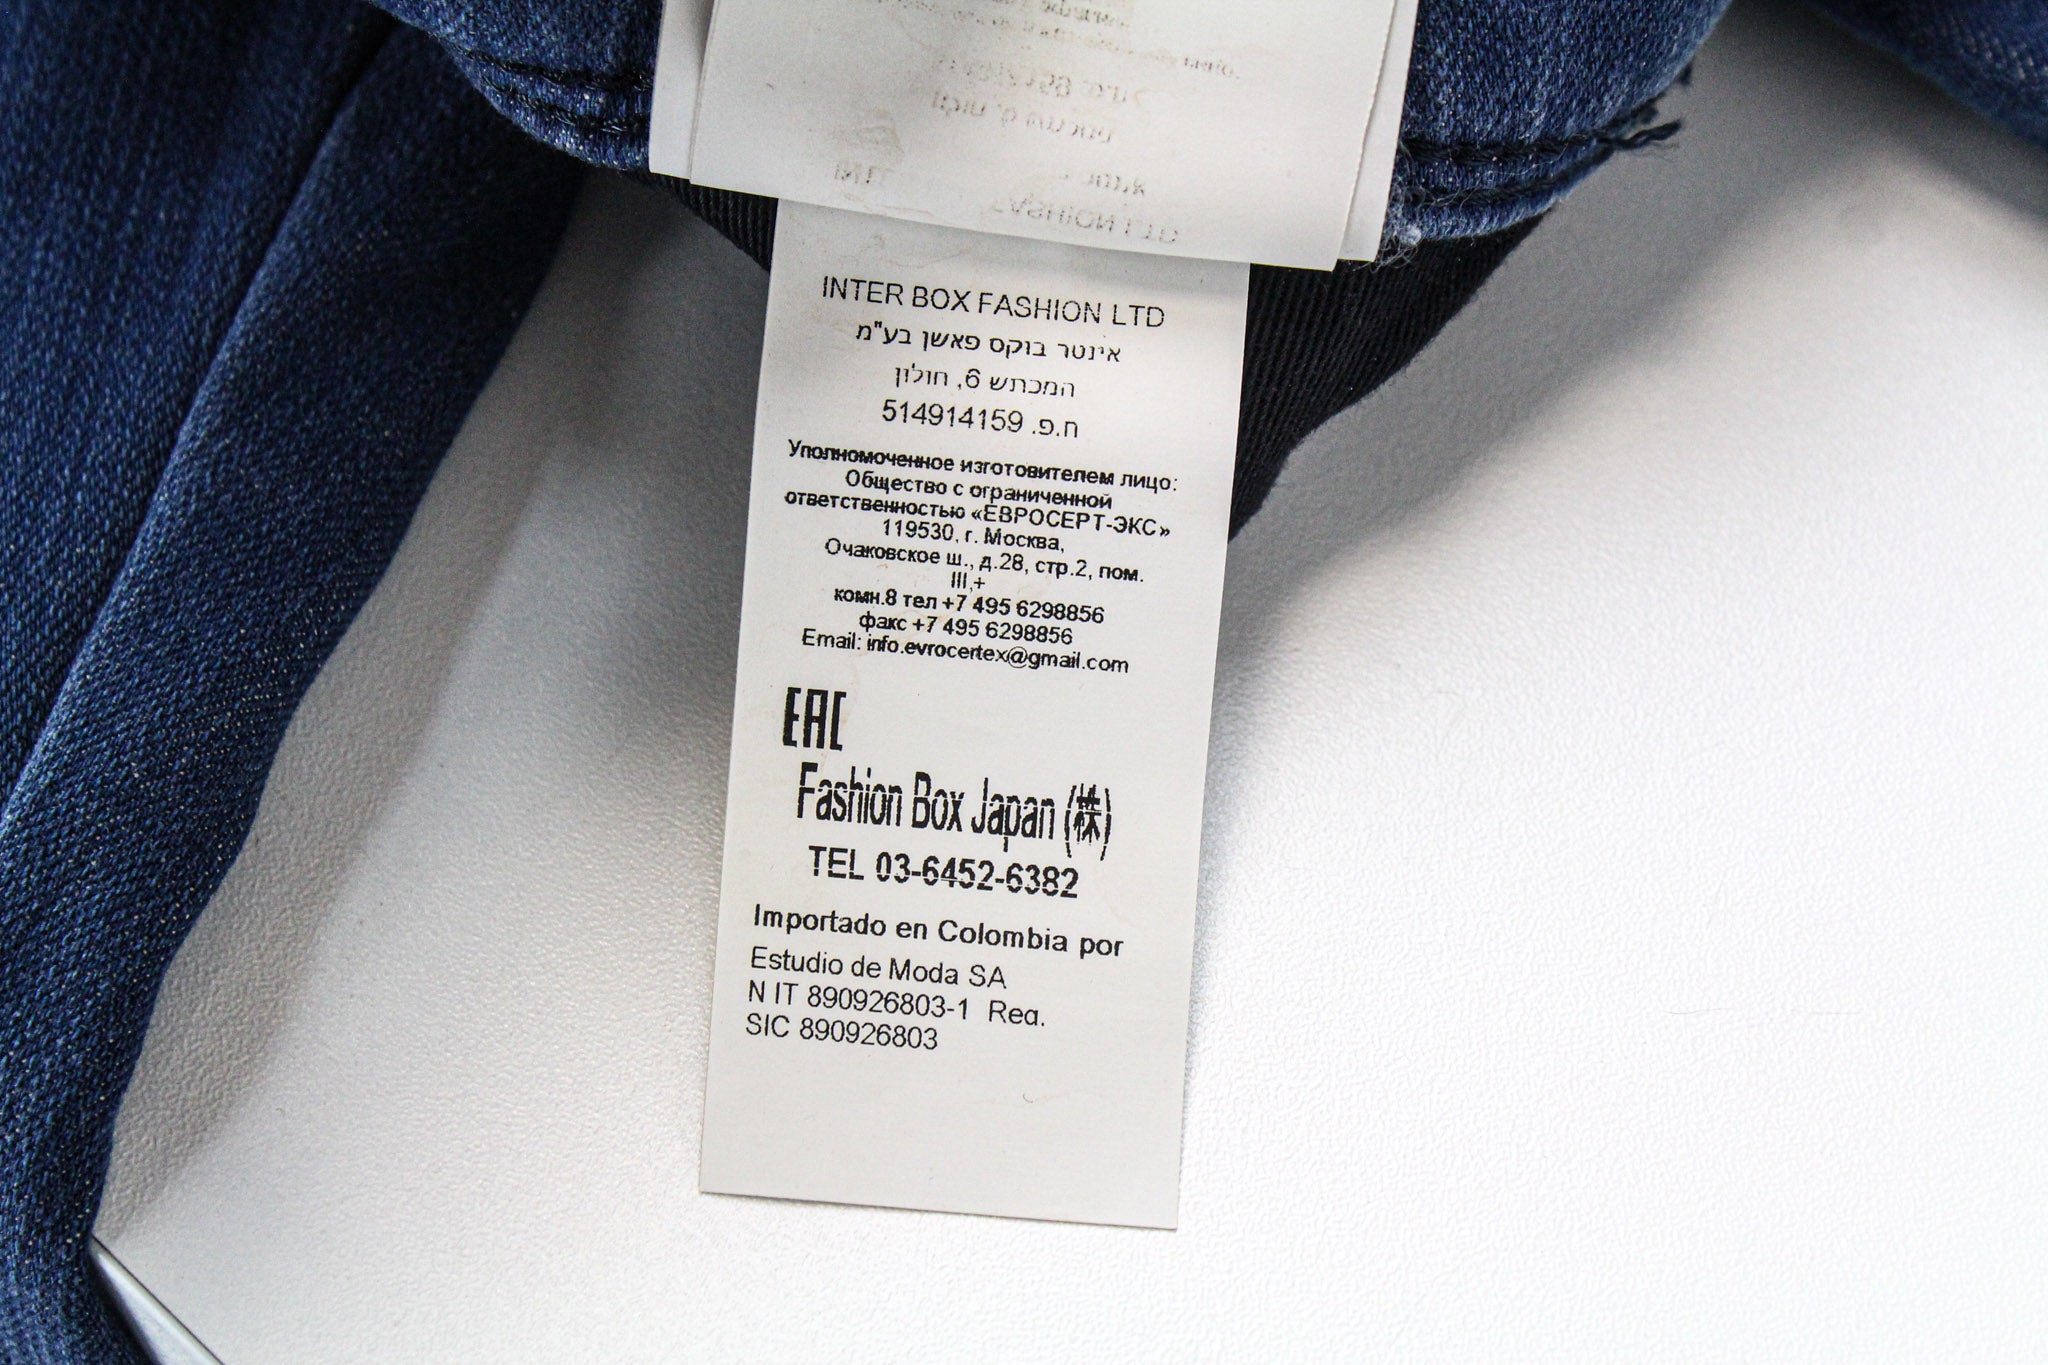 INTER BOX FASHION LTD
אינטר בוקס פאשן בע"מ
המכתש 6, חולון
ח.פ. 514914159
Уполномоченное изготовителем лицо:
Общество с ограниченной
ответственностью «ЕВРОСЕРТ-ЭКС»
119530, г. Москва,
Очаковское ш., д.28, стр.2, пом.
III,+
комн.8 тел +7 495 6298856
факс +7 495 6298856
Email: info.evrocertex@gmail.com
EAC
Fashion Box Japan (株)
TEL 03-6452-6382
Importado en Colombia por
Estudio de Moda SA
N IT 890926803-1 Reg.
SIC 890926803